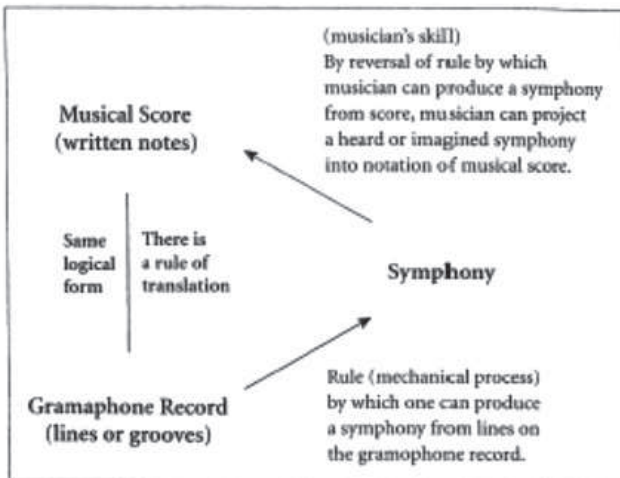 (musician's skill)
By reversal of rule by which
musician can produce a symphony
from score, musician can project
a heard or imagined symphony
into notation of musical score.
Musical Score
(written notes)
Same
logical
form
There is
a rule of
translation
Symphony
Gramaphone Record
(lines or grooves)
Rule (mechanical process)
by which one can produce
a symphony from lines on
the gramophone record.